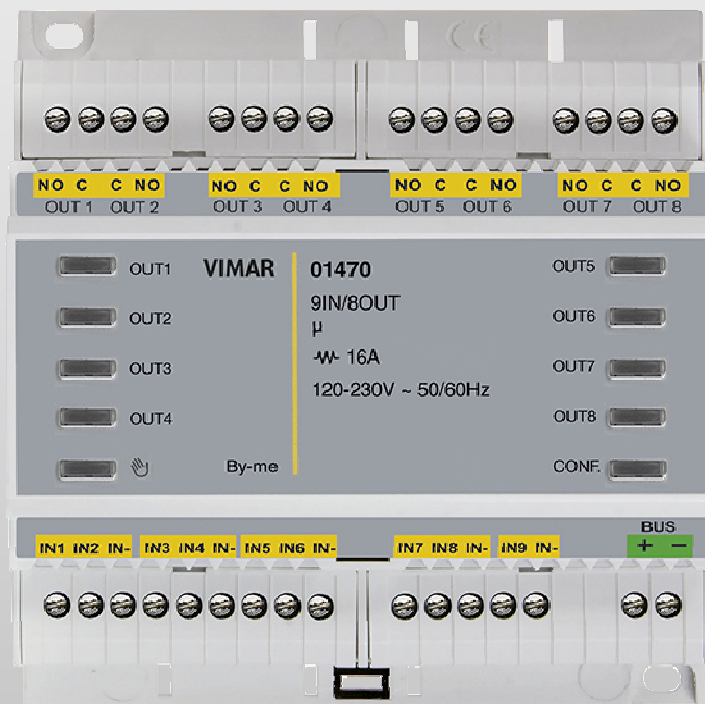 CE
NO C C NO NO C C NO NO C C NO NO C C NO
OUT 1 OUT 2 OUT 3 OUT 4 OUT 5 OUT 6 OUT 7 OUT 8
OUT1 VIMAR 01470 OUT5
9IN/8OUT
OUT2 µ OUT6
16A
OUT3 OUT7
120-230V ~ 50/60Hz
OUT4 OUT8
By-me CONF.
BUS
IN1 IN2 IN- IN3 IN4 IN- IN5 IN6 IN- IN7 IN8 IN- IN9 IN- + −